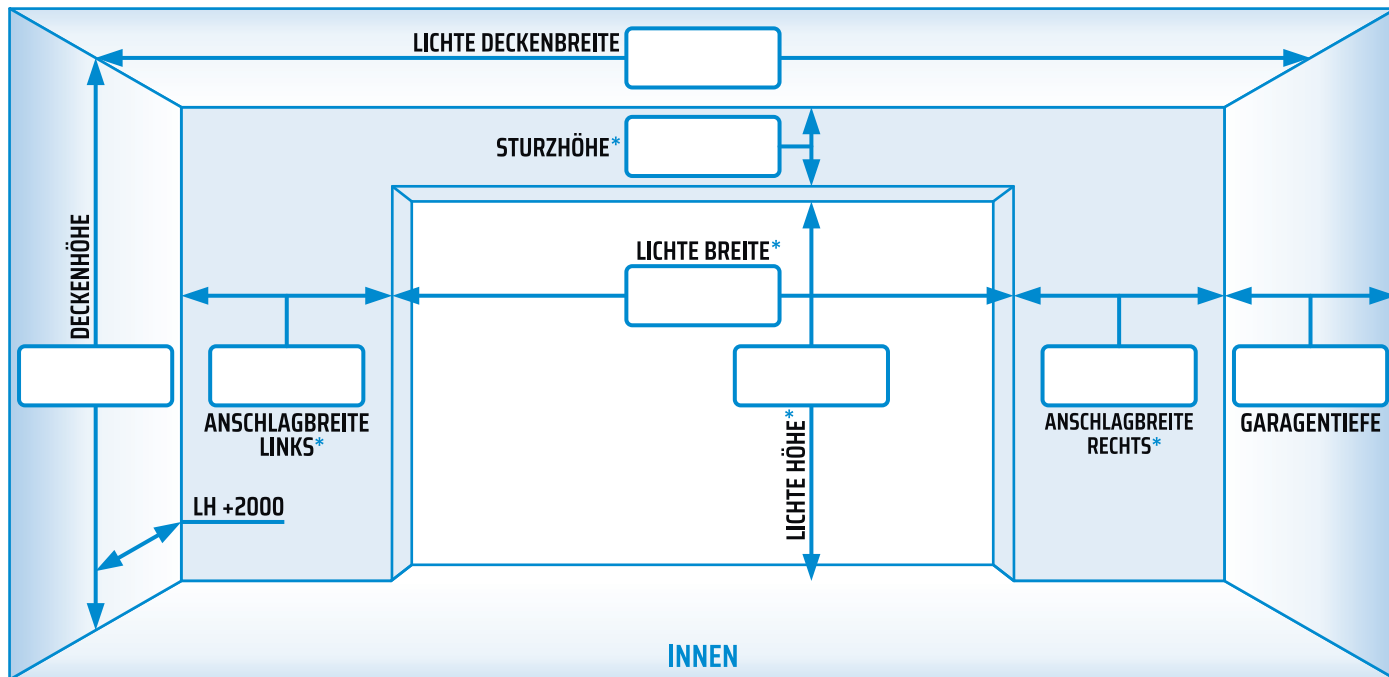 LICHTE DECKENBREITE
STURZHÖHE*
DECKENHÖHE
LICHTE BREITE*
ANSCHLAGBREITE
LINKS*
LICHTE HÖHE*
ANSCHLAGBREITE
RECHTS*
GARAGENTIEFE
LH +2000
INNEN